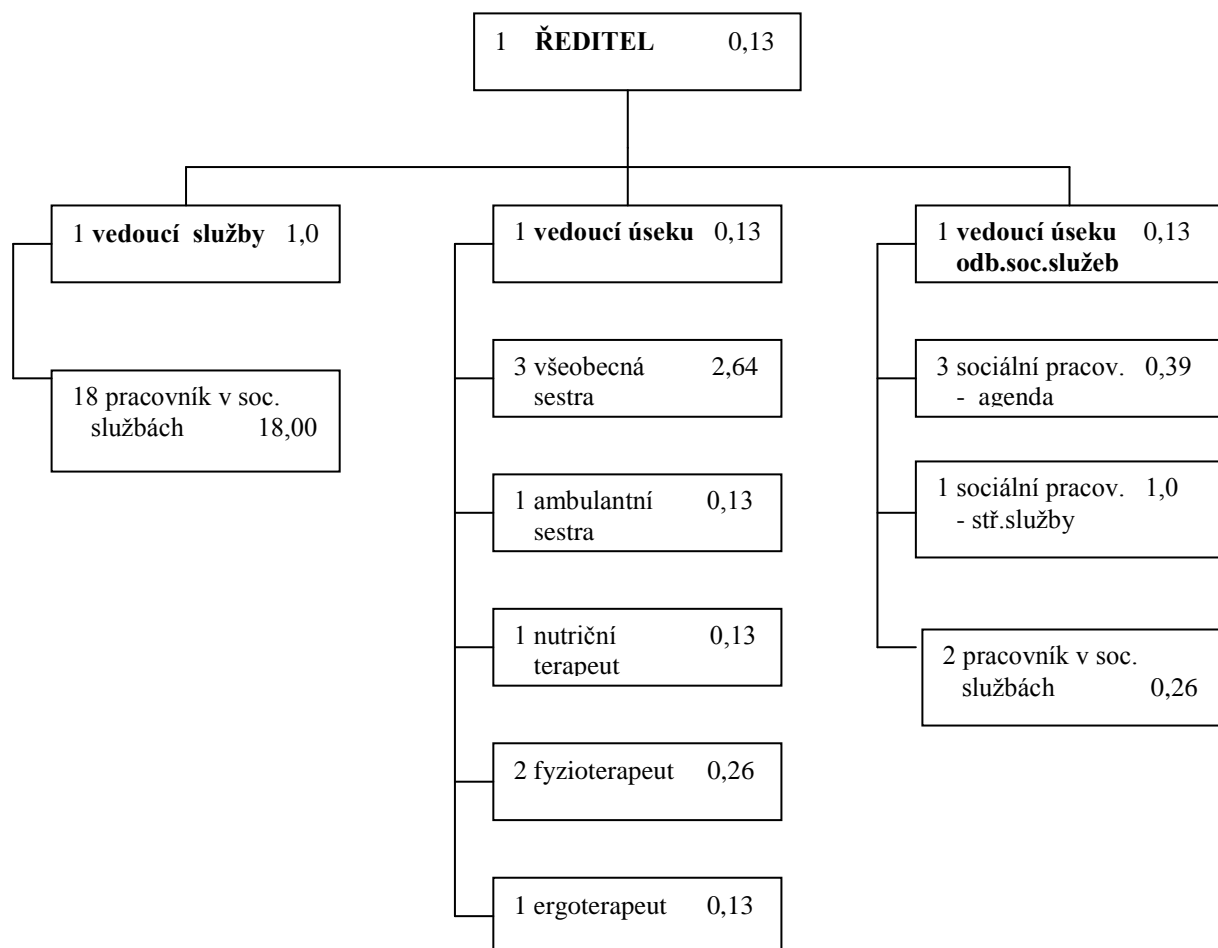 1 ŘEDITEL 0,13
1 vedoucí služby 1,0
18 pracovník v soc.
službách 18,00
1 vedoucí úseku 0,13
3 všeobecná 2,64
sestra
1 ambulantní 0,13
sestra
1 nutriční 0,13
terapeut
2 fyzioterapeut 0,26
1 ergoterapeut 0,13
1 vedoucí úseku 0,13
odb.soc.služeb
3 sociální pracov. 0,39
- agenda
1 sociální pracov. 1,0
- stř.služby
2 pracovník v soc.
službách 0,26